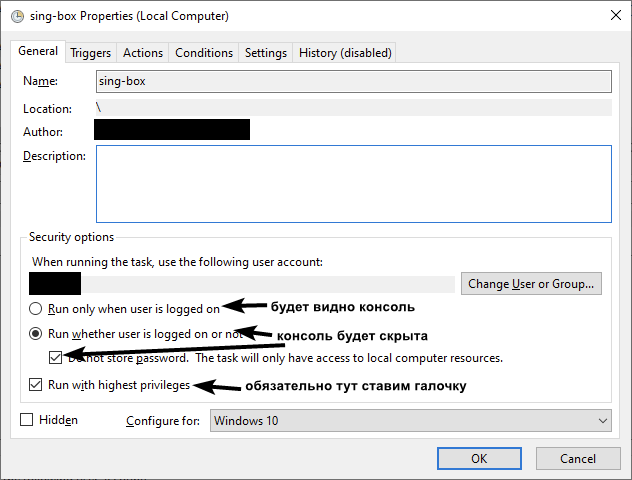 sing-box Properties (Local Computer)
General Triggers Actions Conditions Settings History (disabled)
Name: sing-box
Location: \
Author:
Description:
Security options
When running the task, use the following user account:
Change User or Group...
Run only when user is logged on будет видно консоль
Run whether user is logged on or not консоль будет скрыта
Do not store password. The task will only have access to local computer resources.
Run with highest privileges обязательно тут ставим галочку
Hidden Configure for: Windows 10
OK Cancel